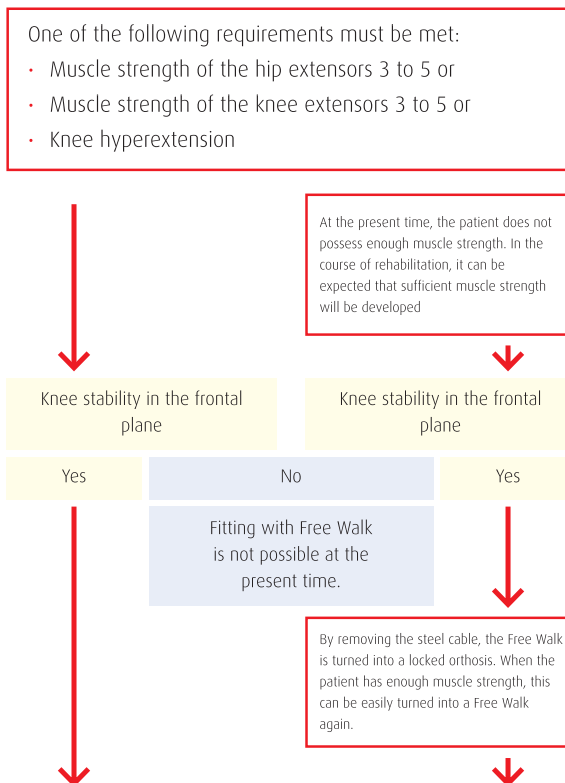 One of the following requirements must be met:
· Muscle strength of the hip extensors 3 to 5 or
· Muscle strength of the knee extensors 3 to 5 or
· Knee hyperextension
At the present time, the patient does not
possess enough muscle strength. In the
course of rehabilitation, it can be
expected that sufficient muscle strength
will be developed
Knee stability in the frontal
plane
Knee stability in the frontal
plane
Yes
No
Yes
Fitting with Free Walk
is not possible at the
present time.
By removing the steel cable, the Free Walk
is turned into a locked orthosis. When the
patient has enough muscle strength, this
can be easily turned into a Free Walk
again.